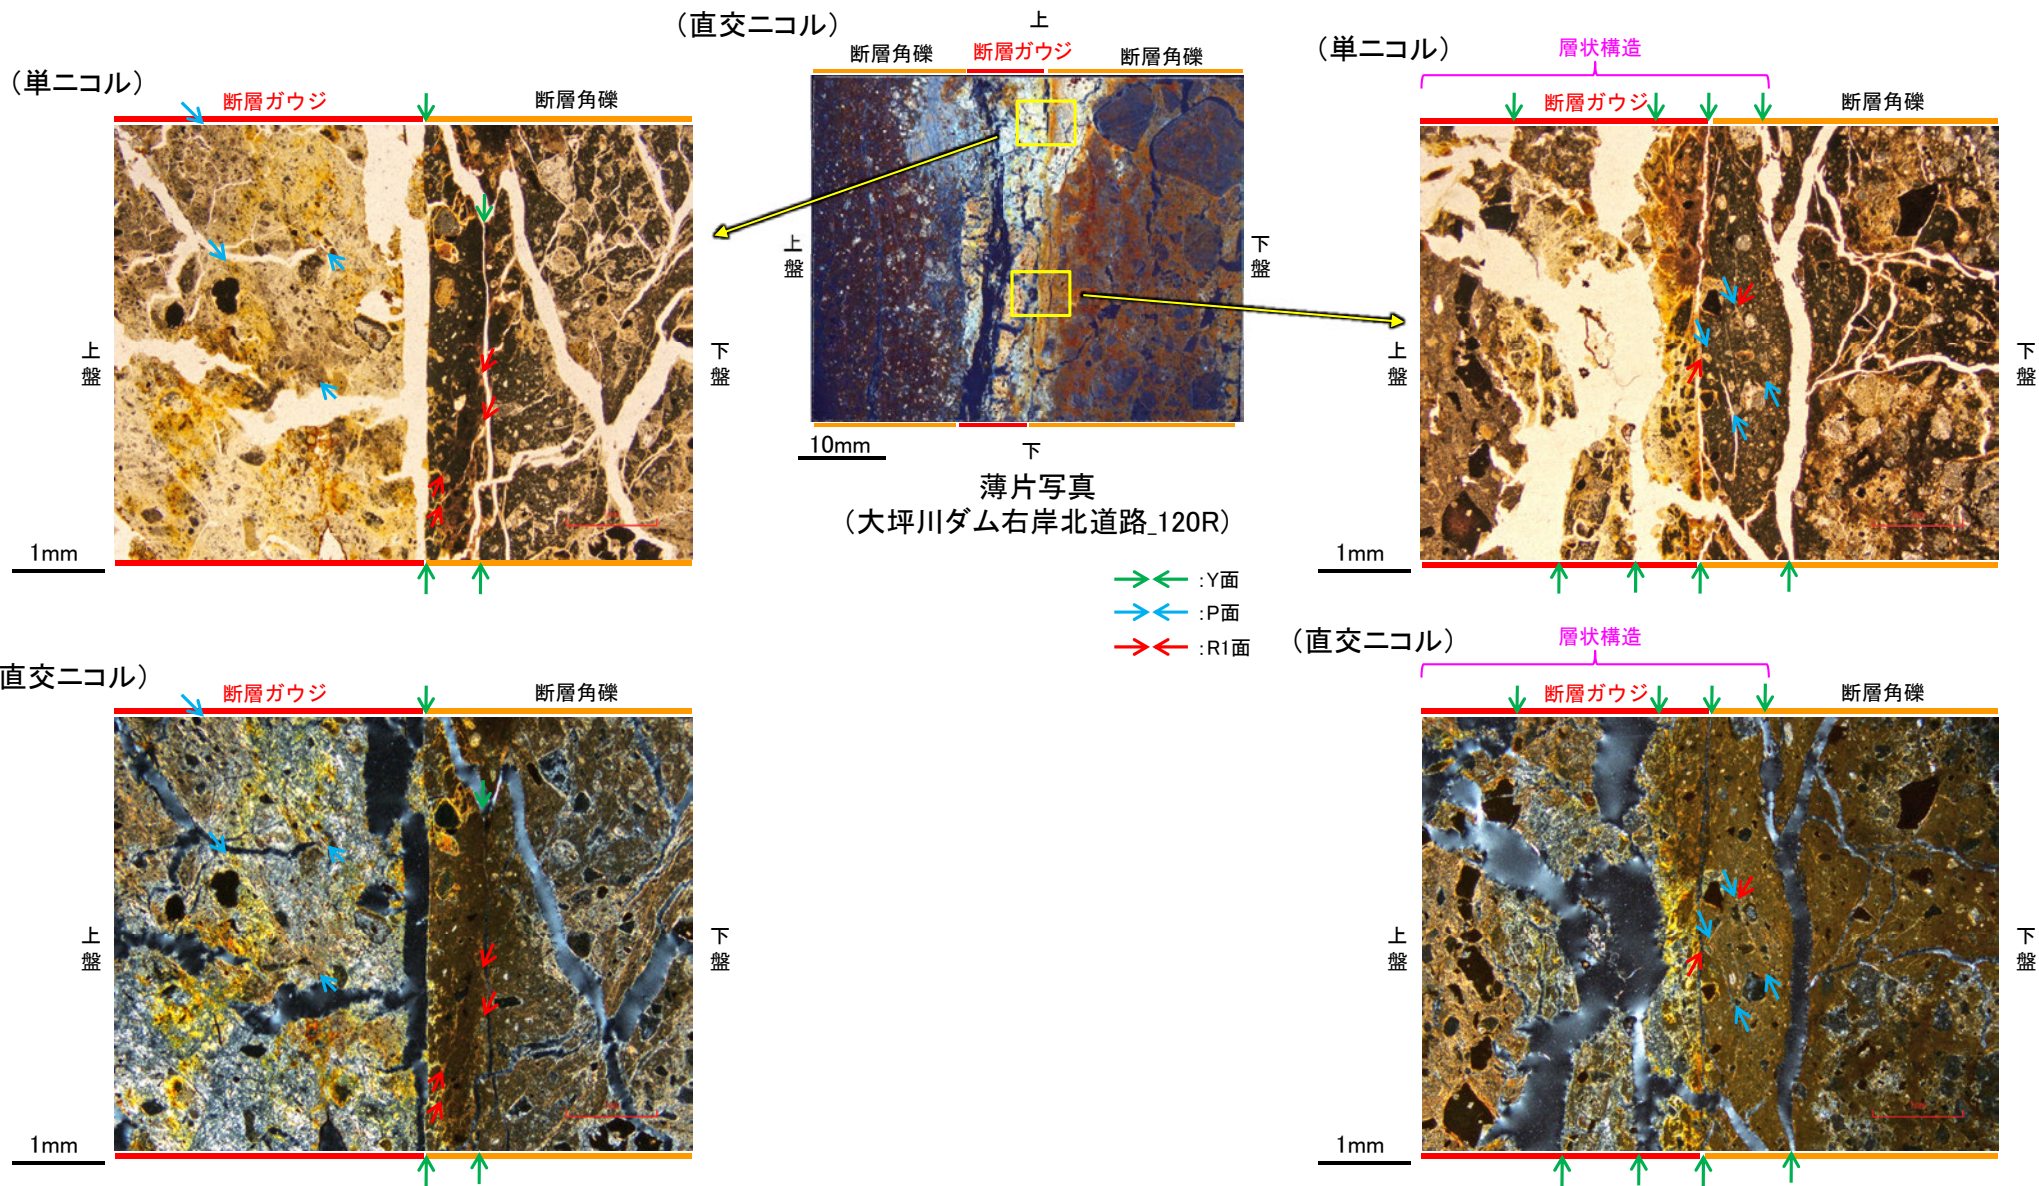 （直交ニコル）
上
断層角礫
断層ガウジ
断層角礫
上
盤
下
盤
10mm
下
薄片写真
（大坪川ダム右岸北道路_120R）
:Y面
:P面
:R1面
（単ニコル）
断層ガウジ
断層角礫
上
盤
下
盤
1mm
直交ニコル）
断層ガウジ
断層角礫
上
盤
下
盤
1mm
（単ニコル）
層状構造
断層ガウジ
断層角礫
上
盤
下
盤
1mm
（直交ニコル）
層状構造
断層ガウジ
断層角礫
上
盤
下
盤
1mm